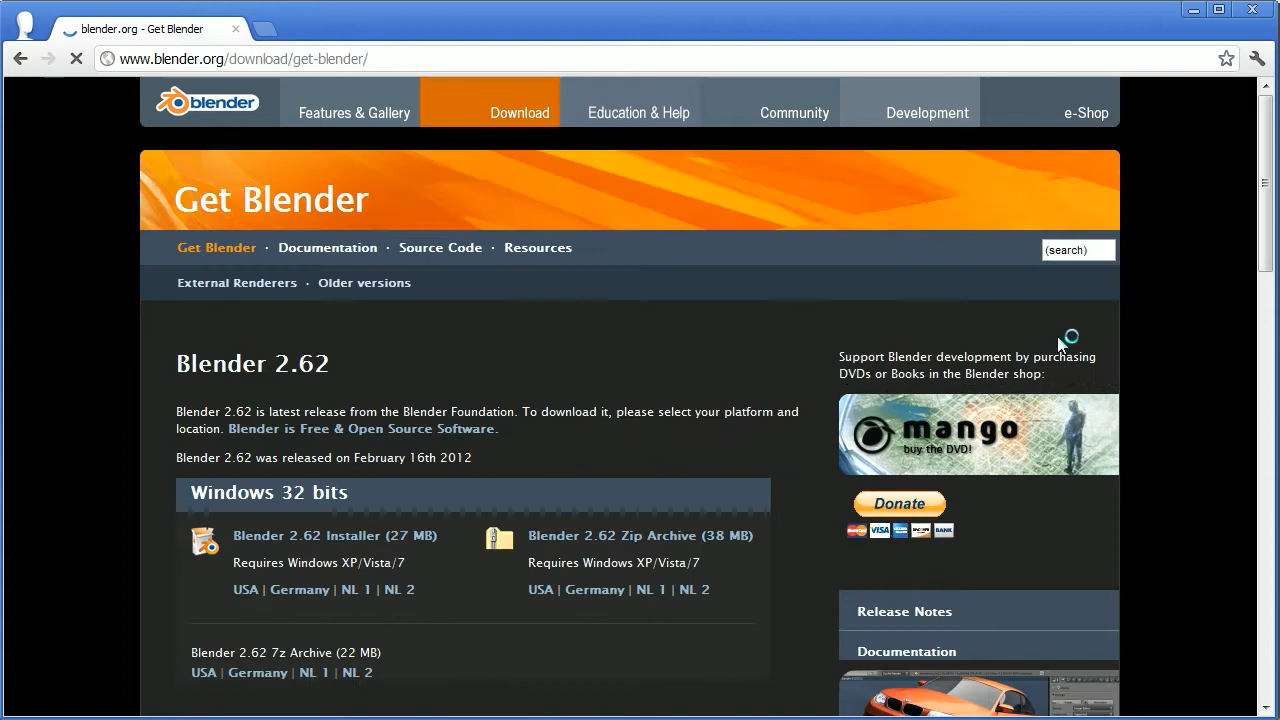 blender.org - Get Blender
www.blender.org/download/get-blender/
blender
Features & Gallery
Download
Education & Help
Community
Development
e-Shop
Get Blender
Get Blender · Documentation · Source Code · Resources
(search)
External Renderers · Older versions
Blender 2.62
Blender 2.62 is latest release from the Blender Foundation. To download it, please select your platform and
location. Blender is Free & Open Source Software.
Blender 2.62 was released on February 16th 2012
Windows 32 bits
Blender 2.62 Installer (27 MB)
Requires Windows XP/Vista/7
USA | Germany | NL 1 | NL 2
Blender 2.62 Zip Archive (38 MB)
Requires Windows XP/Vista/7
USA | Germany | NL 1 | NL 2
Blender 2.62 7z Archive (22 MB)
USA | Germany | NL 1 | NL 2
Support Blender development by purchasing
DVDs or Books in the Blender shop:
mango
buy the DVD!
Donate
VISA
BANK
Release Notes
Documentation